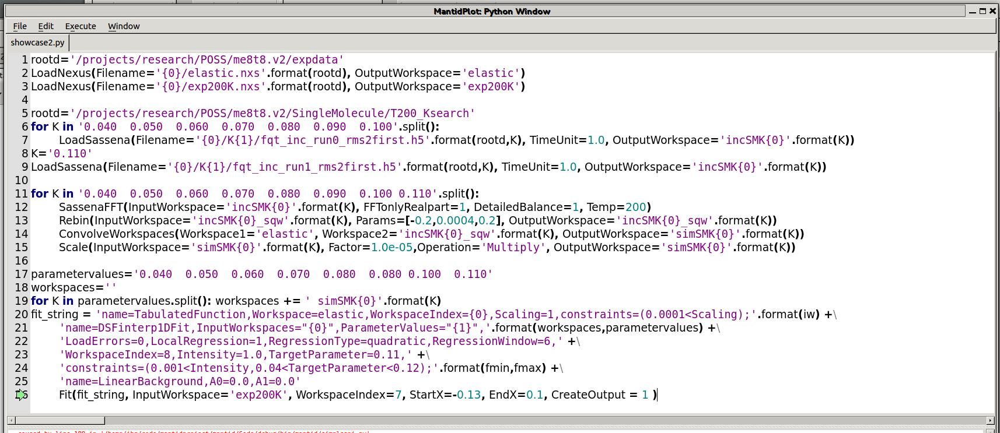 MantidPlot: Python Window
File Edit Execute Window
showcase2.py
1 rootd='/projects/research/POSS/me8t8.v2/expdata'
2 LoadNexus(Filename='{0}/elastic.nxs'.format(rootd), OutputWorkspace='elastic')
3 LoadNexus(Filename='{0}/exp200K.nxs'.format(rootd), OutputWorkspace='exp200K')
4
5 rootd='/projects/research/POSS/me8t8.v2/SingleMolecule/T200_Ksearch'
6 for K in '0.040  0.050  0.060  0.070  0.080  0.090  0.100'.split():
7     LoadSassena(Filename='{0}/K{1}/fqt_inc_run0_rms2first.h5'.format(rootd,K), TimeUnit=1.0, OutputWorkspace='incSMK{0}'.format(K))
8 K='0.110'
9 LoadSassena(Filename='{0}/K{1}/fqt_inc_run1_rms2first.h5'.format(rootd,K), TimeUnit=1.0, OutputWorkspace='incSMK{0}'.format(K))
10
11 for K in '0.040  0.050  0.060  0.070  0.080  0.090  0.100 0.110'.split():
12     SassenaFFT(InputWorkspace='incSMK{0}'.format(K), FFTonlyRealpart=1, DetailedBalance=1, Temp=200)
13     Rebin(InputWorkspace='incSMK{0}_sqw'.format(K), Params=[-0.2,0.0004,0.2], OutputWorkspace='incSMK{0}_sqw'.format(K))
14     ConvolveWorkspaces(Workspace1='elastic', Workspace2='incSMK{0}_sqw'.format(K), OutputWorkspace='simSMK{0}'.format(K))
15     Scale(InputWorkspace='simSMK{0}'.format(K), Factor=1.0e-05,Operation='Multiply', OutputWorkspace='simSMK{0}'.format(K))
16
17 parametervalues='0.040  0.050  0.060  0.070  0.080  0.080 0.100  0.110'
18 workspaces=''
19 for K in parametervalues.split(): workspaces += ' simSMK{0}'.format(K)
20 fit_string = 'name=TabulatedFunction,Workspace=elastic,WorkspaceIndex={0},Scaling=1,constraints=(0.0001<Scaling);'.format(iw) +\
21     'name=DSFinterp1DFit,InputWorkspaces="{0}",ParameterValues="{1}",'.format(workspaces,parametervalues) +\
22     'LoadErrors=0,LocalRegression=1,RegressionType=quadratic,RegressionWindow=6,' +\
23     'WorkspaceIndex=8,Intensity=1.0,TargetParameter=0.11,' +\
24     'constraints=(0.001<Intensity,0.04<TargetParameter<0.12);'.format(fmin,fmax) +\
25     'name=LinearBackground,A0=0.0,A1=0.0'
Fit(fit_string, InputWorkspace='exp200K', WorkspaceIndex=7, StartX=-0.13, EndX=0.1, CreateOutput = 1 )